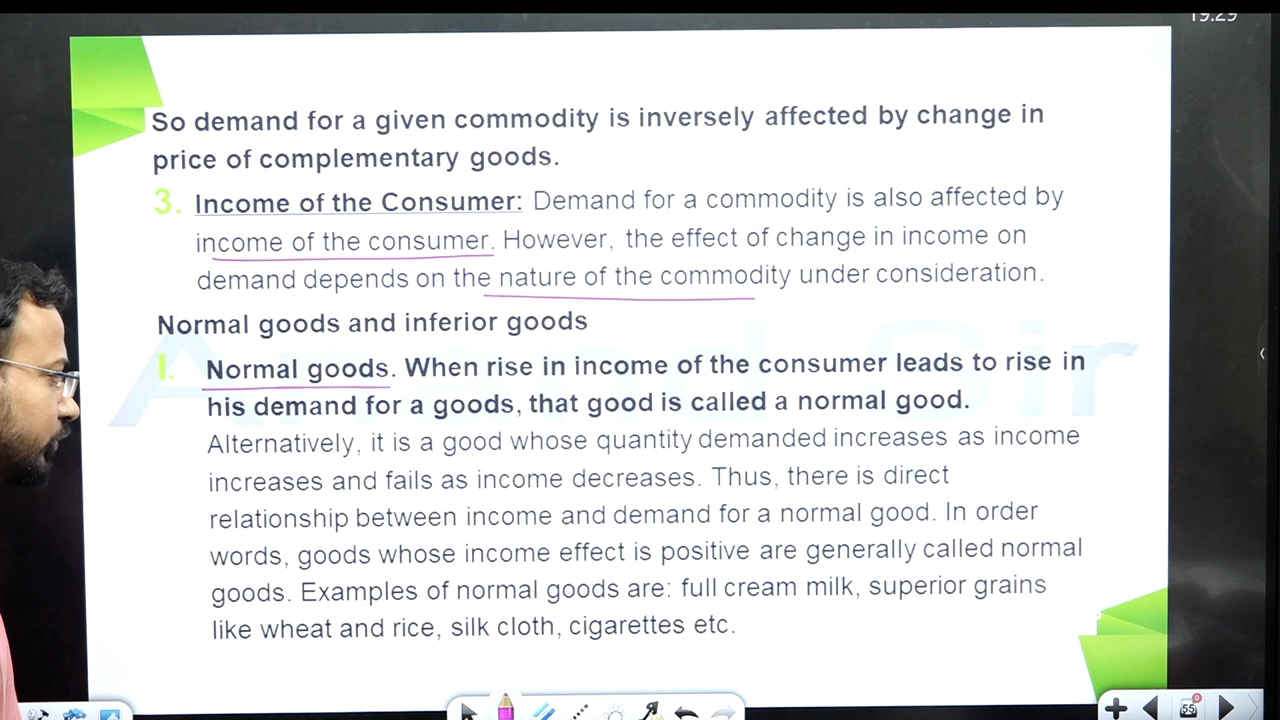 19:29
So demand for a given commodity is inversely affected by change in
price of complementary goods.
3. Income of the Consumer: Demand for a commodity is also affected by
income of the consumer. However, the effect of change in income on
demand depends on the nature of the commodity under consideration.
Normal goods and inferior goods
I. Normal goods. When rise in income of the consumer leads to rise in
his demand for a goods, that good is called a normal good.
Alternatively, it is a good whose quantity demanded increases as income
increases and fails as income decreases. Thus, there is direct
relationship between income and demand for a normal good. In order
words, goods whose income effect is positive are generally called normal
goods. Examples of normal goods are: full cream milk, superior grains
like wheat and rice, silk cloth, cigarettes etc.
Anand Sir
55
0